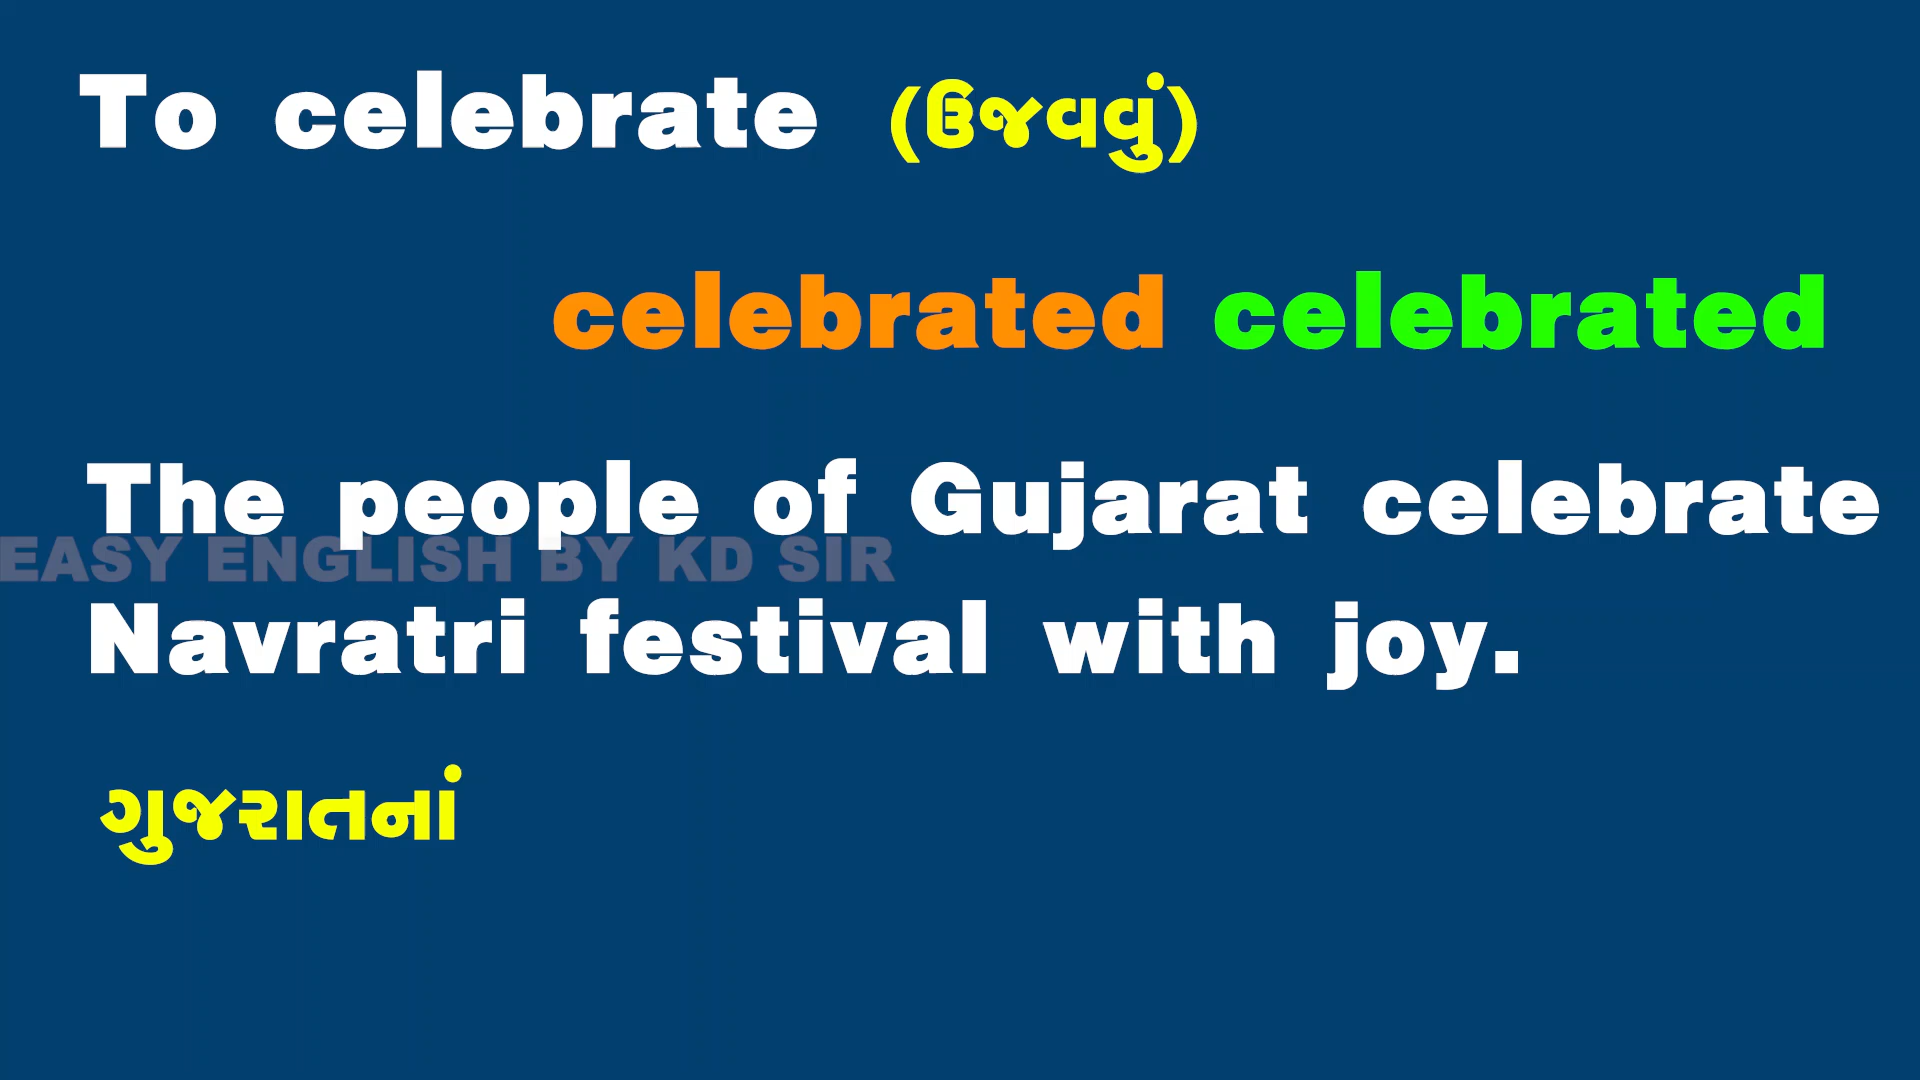 To celebrate (ઉજવવું)
celebrated celebrated
The people of Gujarat celebrate
EASY ENGLISH BY KD SIR
Navratri festival with joy.
ગુજરાતનાં